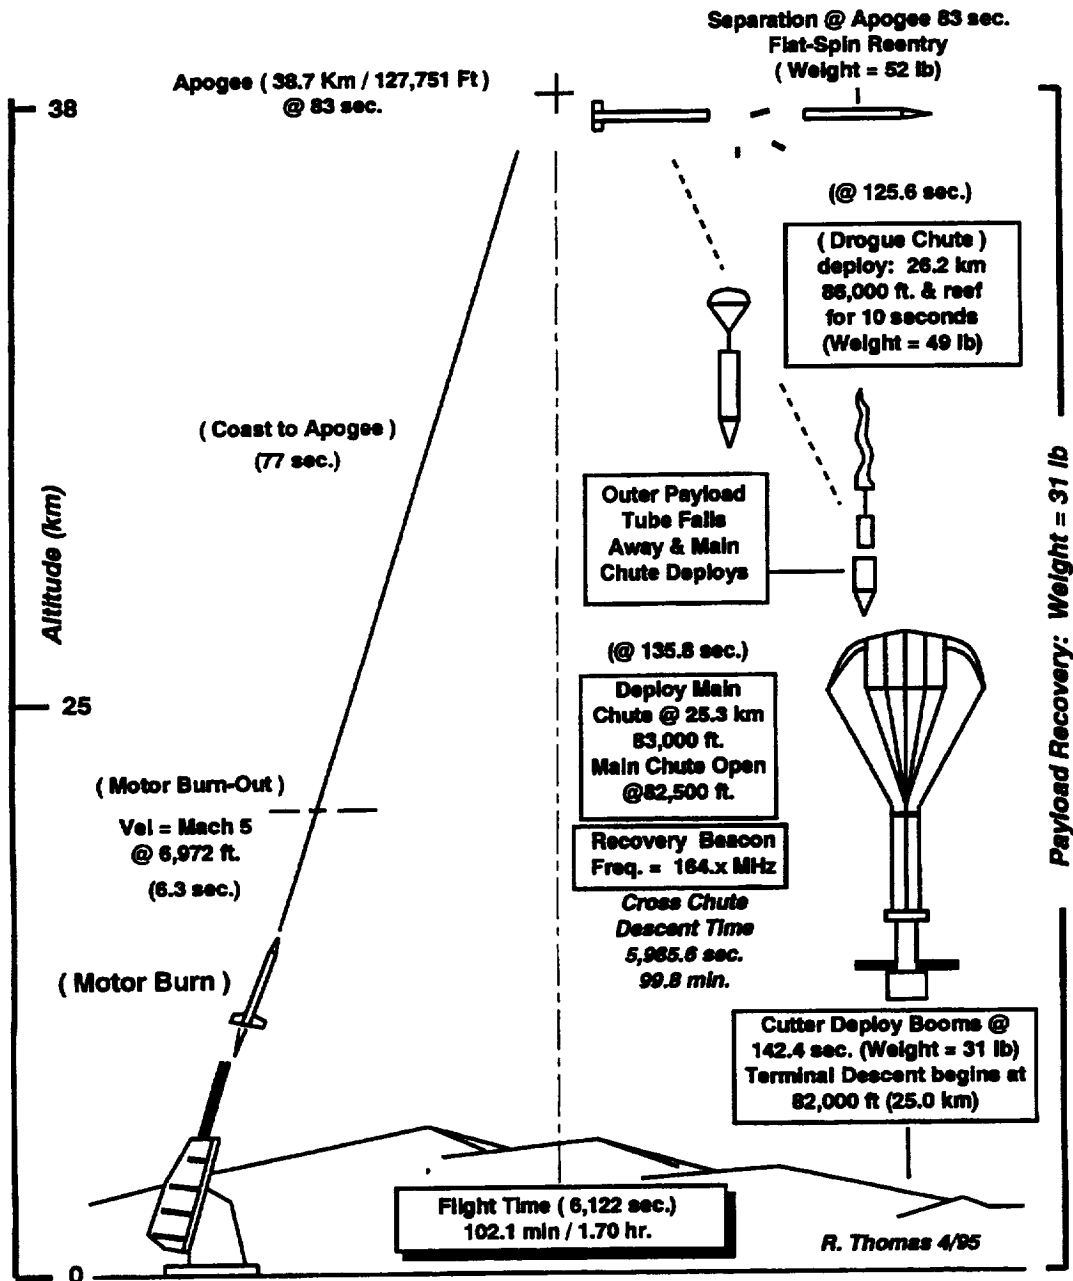 Separation @ Apogee 83 sec.
Flat-Spin Reentry
( Weight = 52 lb)
Apogee ( 38.7 Km / 127,751 Ft )
@ 83 sec.
38
(@ 125.6 sec.)
( Drogue Chute )
deploy: 26.2 km
86,000 ft. & reef
for 10 seconds
(Weight = 49 lb)
( Coast to Apogee )
(77 sec.)
Altitude (km)
Outer Payload
Tube Falls
Away & Main
Chute Deploys
Payload Recovery: Weight = 31 lb
(@ 135.8 sec.)
Deploy Main
Chute @ 25.3 km
83,000 ft.
Main Chute Open
@82,500 ft.
25
( Motor Burn-Out )
Vel = Mach 5
@ 6,972 ft.
(6.3 sec.)
Recovery Beacon
Freq. = 164.x MHz
Cross Chute
Descent Time
5,985.6 sec.
99.8 min.
( Motor Burn )
Cutter Deploy Booms @
142.4 sec. (Weight = 31 lb)
Terminal Descent begins at
82,000 ft (25.0 km)
Flight Time ( 6,122 sec.)
102.1 min / 1.70 hr.
R. Thomas 4/95
0